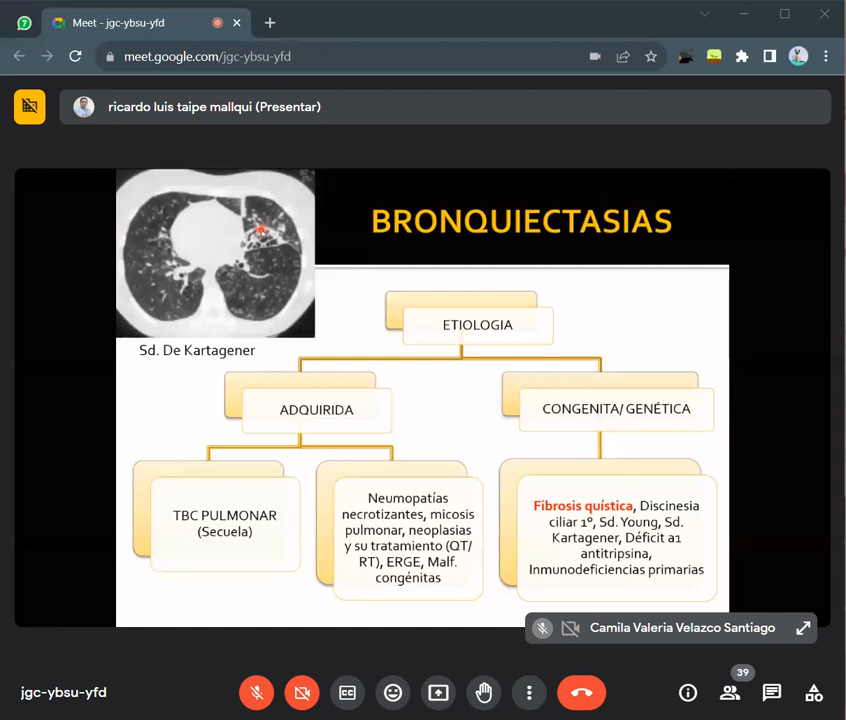 7
Meet - jgc-ybsu-yfd
meet.google.com/jgc-ybsu-yfd
ricardo luis taipe mallqui (Presentar)
BRONQUIECTASIAS
Sd. De Kartagener
ETIOLOGIA
ADQUIRIDA
CONGENITA/ GENÉTICA
TBC PULMONAR
(Secuela)
Neumopatías
necrotizantes, micosis
pulmonar, neoplasias
y su tratamiento (QT/
RT), ERGE, Malf.
congénitas
Fibrosis quística, Discinesia
ciliar 1º, Sd. Young, Sd.
Kartagener, Déficit a1
antitripsina,
Inmunodeficiencias primarias
Camila Valeria Velazco Santiago
jgc-ybsu-yfd
CC
39